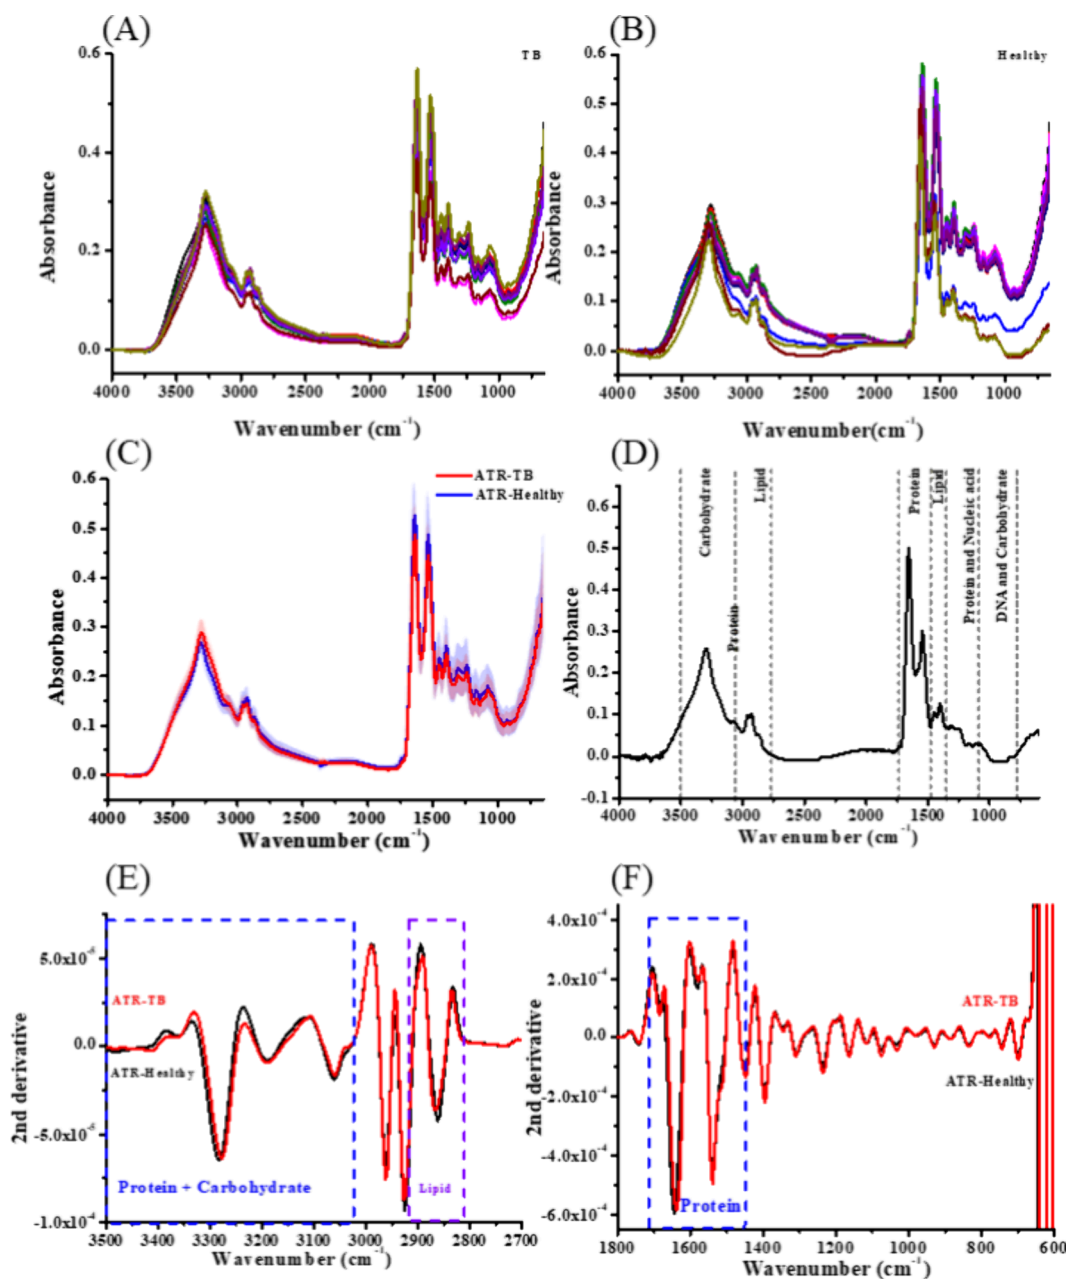 (A)
TB
0.6
0.4
0.2
0.0
4000 3500 3000 2500 2000 1500 1000
Absorbance
Wavenumber (cm⁻¹)
(B)
Healthy
0.6
0.5
0.4
0.3
0.2
0.1
0.0
4000 3500 3000 2500 2000 1500 1000
Absorbance
Wavenumber(cm⁻¹)
(C)
ATR-TB
ATR-Healthy
0.6
0.5
0.4
0.3
0.2
0.1
0.0
4000 3500 3000 2500 2000 1500 1000
Absorbance
Wavenumber (cm⁻¹)
(D)
Carbohydrate
Protein
Lipid
Protein
Lipid
Protein and Nucleic acid
DNA and Carbohydrate
0.6
0.5
0.4
0.3
0.2
0.1
0.0
-0.1
4000 3500 3000 2500 2000 1500 1000
Absorbance
Wavenumber (cm⁻¹)
(E)
ATR-TB
ATR-Healthy
Protein + Carbohydrate
Lipid
0.0
3500 3400 3300 3200 3100 3000 2900 2800 2700
2nd derivative
Wavenumber (cm⁻¹)
(F)
ATR-TB
ATR-Healthy
Protein
4.0x10⁻⁴
2.0x10⁻⁴
0.0
-2.0x10⁻⁴
-4.0x10⁻⁴
-6.0x10⁻⁴
1800 1600 1400 1200 1000 800 600
2nd derivative
Wavenumber (cm⁻¹)